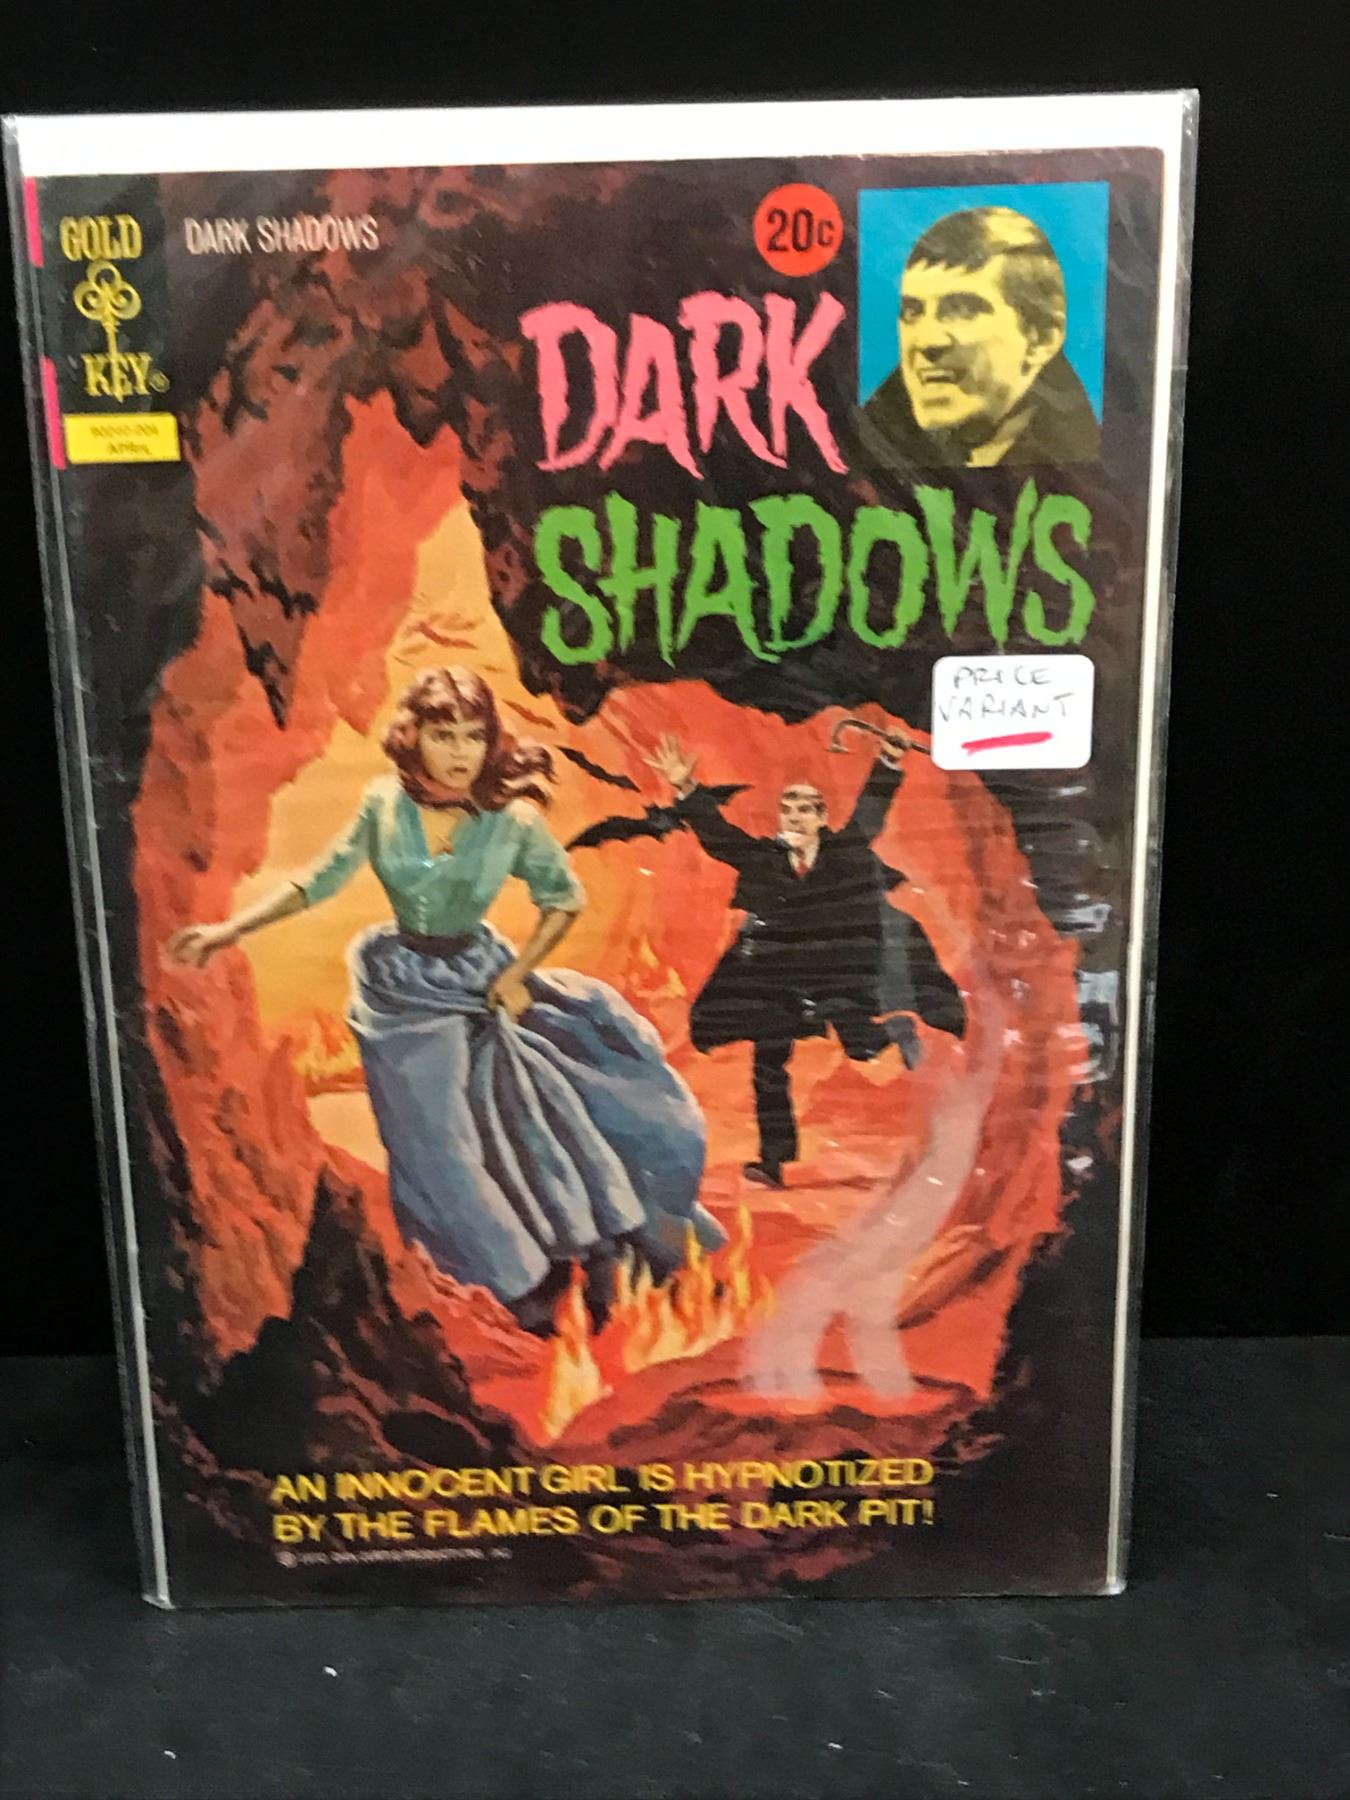 GOLD
KEY
DARK SHADOWS
20¢
DARK
SHADOWS
APRIL
PRICE
VARIANT
AN INNOCENT GIRL IS HYPNOTIZED
BY THE FLAMES OF THE DARK PIT!